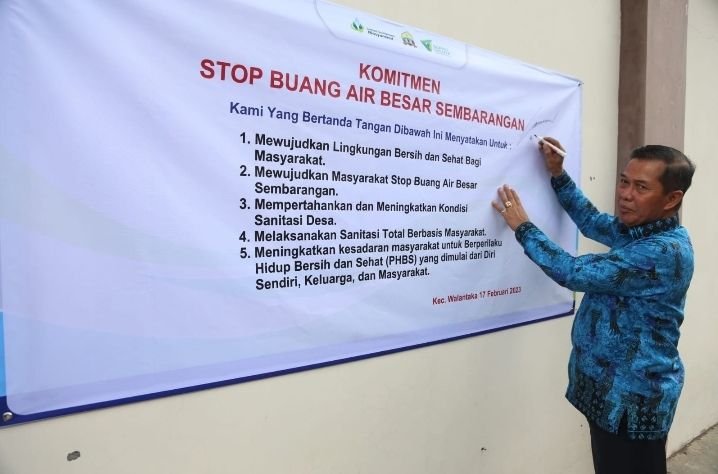 KOMITMEN
STOP BUANG AIR BESAR SEMBARANGAN
Kami Yang Bertanda Tangan Dibawah Ini Menyatakan Untuk :
1. Mewujudkan Lingkungan Bersih dan Sehat Bagi
Masyarakat.
2. Mewujudkan Masyarakat Stop Buang Air Besar
Sembarangan.
3. Mempertahankan dan Meningkatkan Kondisi
Sanitasi Desa.
4. Melaksanakan Sanitasi Total Berbasis Masyarakat.
5. Meningkatkan kesadaran masyarakat untuk Berperilaku
Hidup Bersih dan Sehat (PHBS) yang dimulai dari Diri
Sendiri, Keluarga, dan Masyarakat.
Kec. Walantaka 17 Februari 2023